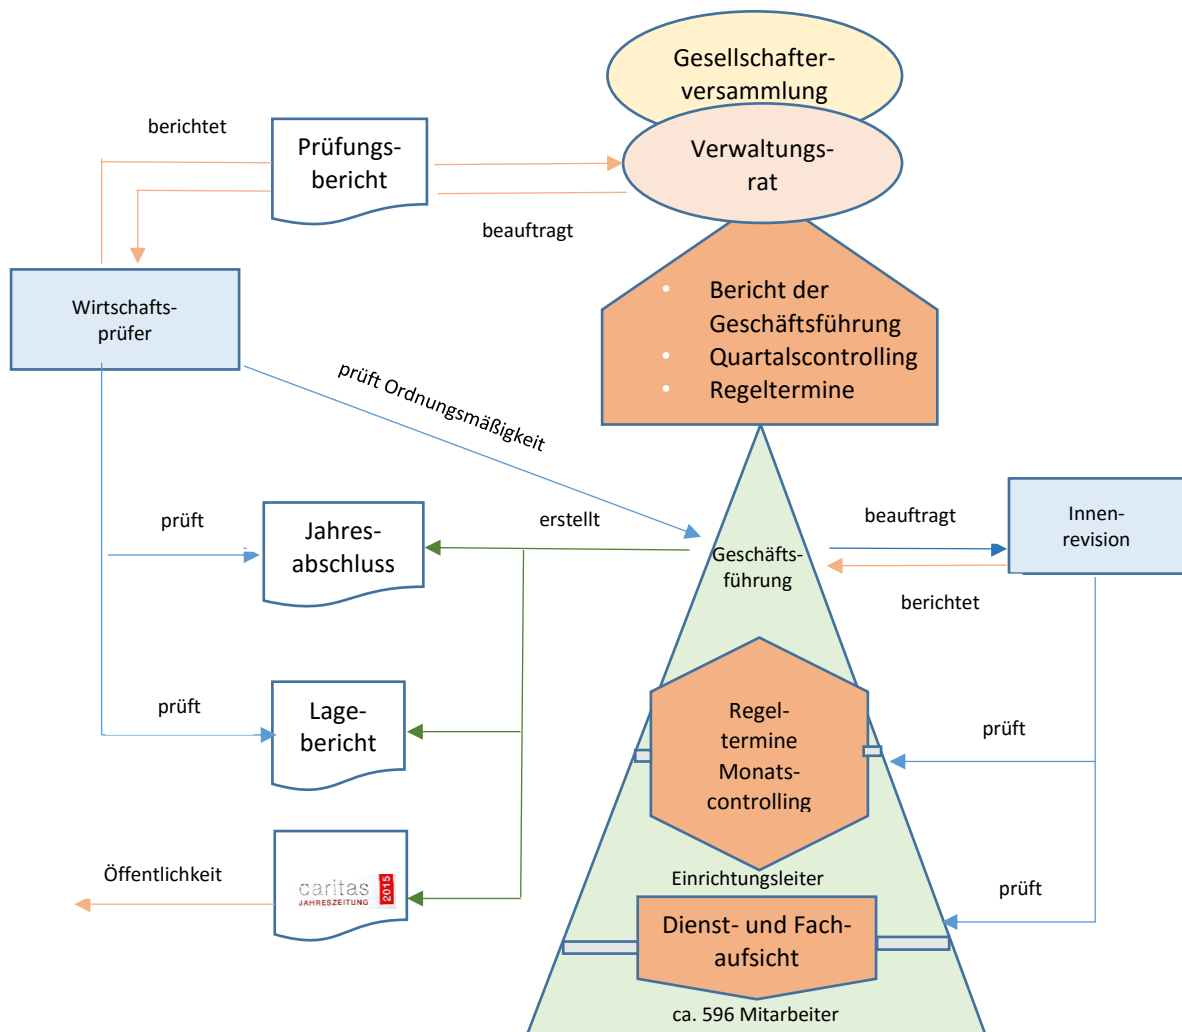 Gesellschafter-
versammlung
berichtet
Prüfungs-
bericht
Verwaltungs-
rat
beauftragt
Wirtschafts-
prüfer
• Bericht der
Geschäftsführung
• Quartalscontrolling
• Regeltermine
prüft Ordnungsmäßigkeit
prüft
Jahres-
abschluss
erstellt
Geschäfts-
führung
beauftragt
Innen-
revision
berichtet
prüft
Lage-
bericht
Regel-
termine
Monats-
controlling
prüft
Öffentlichkeit
caritas
JAHRESZEITUNG
2015
Einrichtungsleiter
prüft
Dienst- und Fach-
aufsicht
ca. 596 Mitarbeiter